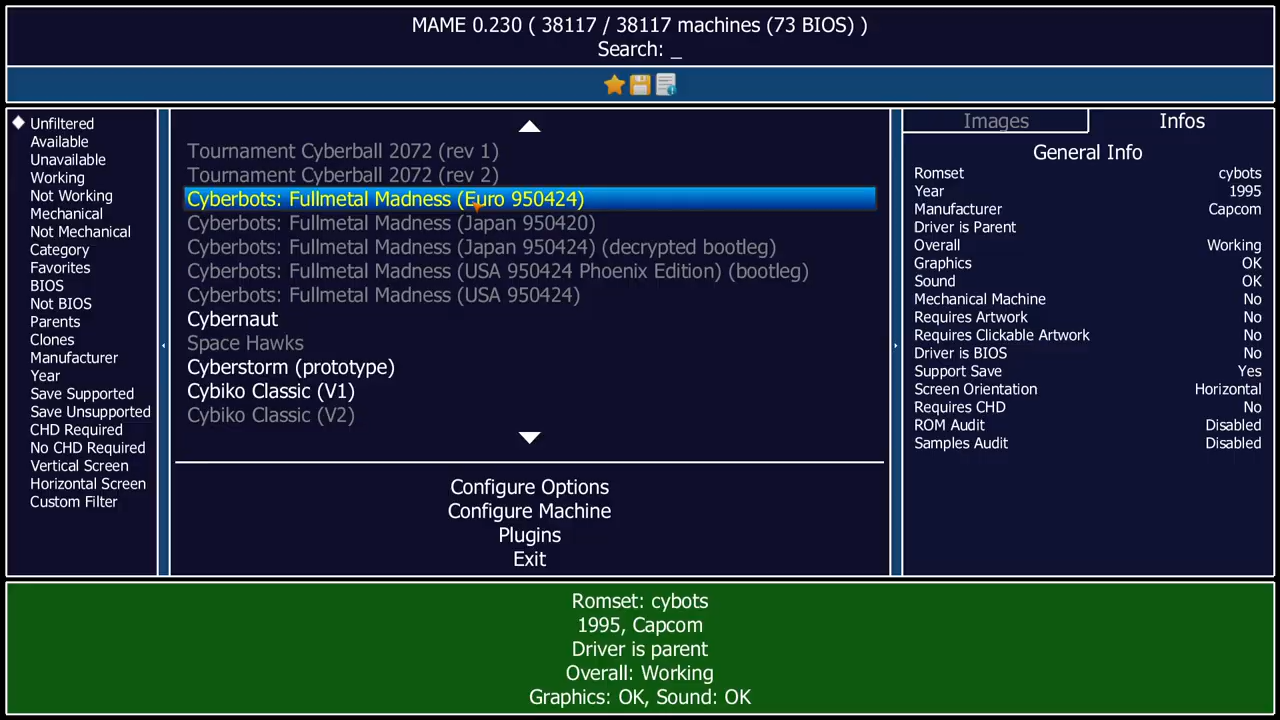 MAME 0.230 ( 38117 / 38117 machines (73 BIOS) )
Search: _
Unfiltered
Available
Unavailable
Working
Not Working
Mechanical
Not Mechanical
Category
Favorites
BIOS
Not BIOS
Parents
Clones
Manufacturer
Year
Save Supported
Save Unsupported
CHD Required
No CHD Required
Vertical Screen
Horizontal Screen
Custom Filter
Tournament Cyberball 2072 (rev 1)
Tournament Cyberball 2072 (rev 2)
Cyberbots: Fullmetal Madness (Euro 950424)
Cyberbots: Fullmetal Madness (Japan 950420)
Cyberbots: Fullmetal Madness (Japan 950424) (decrypted bootleg)
Cyberbots: Fullmetal Madness (USA 950424 Phoenix Edition) (bootleg)
Cyberbots: Fullmetal Madness (USA 950424)
Cybernaut
Space Hawks
Cyberstorm (prototype)
Cybiko Classic (V1)
Cybiko Classic (V2)
Configure Options
Configure Machine
Plugins
Exit
Images Infos
General Info
Romset cybots
Year 1995
Manufacturer Capcom
Driver is Parent
Overall Working
Graphics OK
Sound OK
Mechanical Machine No
Requires Artwork No
Requires Clickable Artwork No
Driver is BIOS No
Support Save Yes
Screen Orientation Horizontal
Requires CHD No
ROM Audit Disabled
Samples Audit Disabled
Romset: cybots
1995, Capcom
Driver is parent
Overall: Working
Graphics: OK, Sound: OK